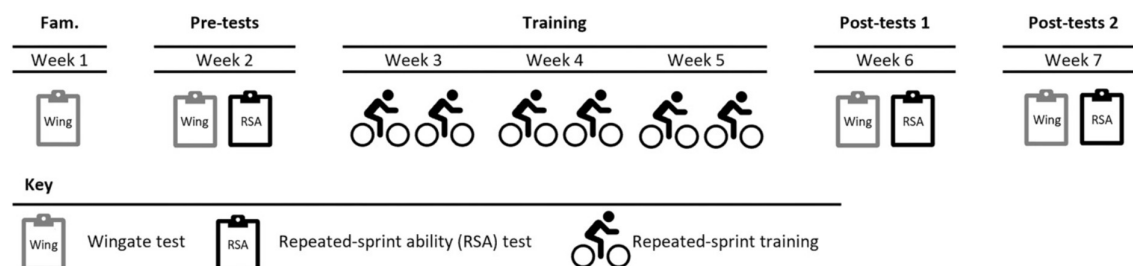 Fam. Pre-tests Training Post-tests 1 Post-tests 2
Week 1 Week 2 Week 3 Week 4 Week 5 Week 6 Week 7
Wing Wing RSA Wing RSA Wing RSA
Key
Wing Wingate test RSA Repeated-sprint ability (RSA) test Repeated-sprint training